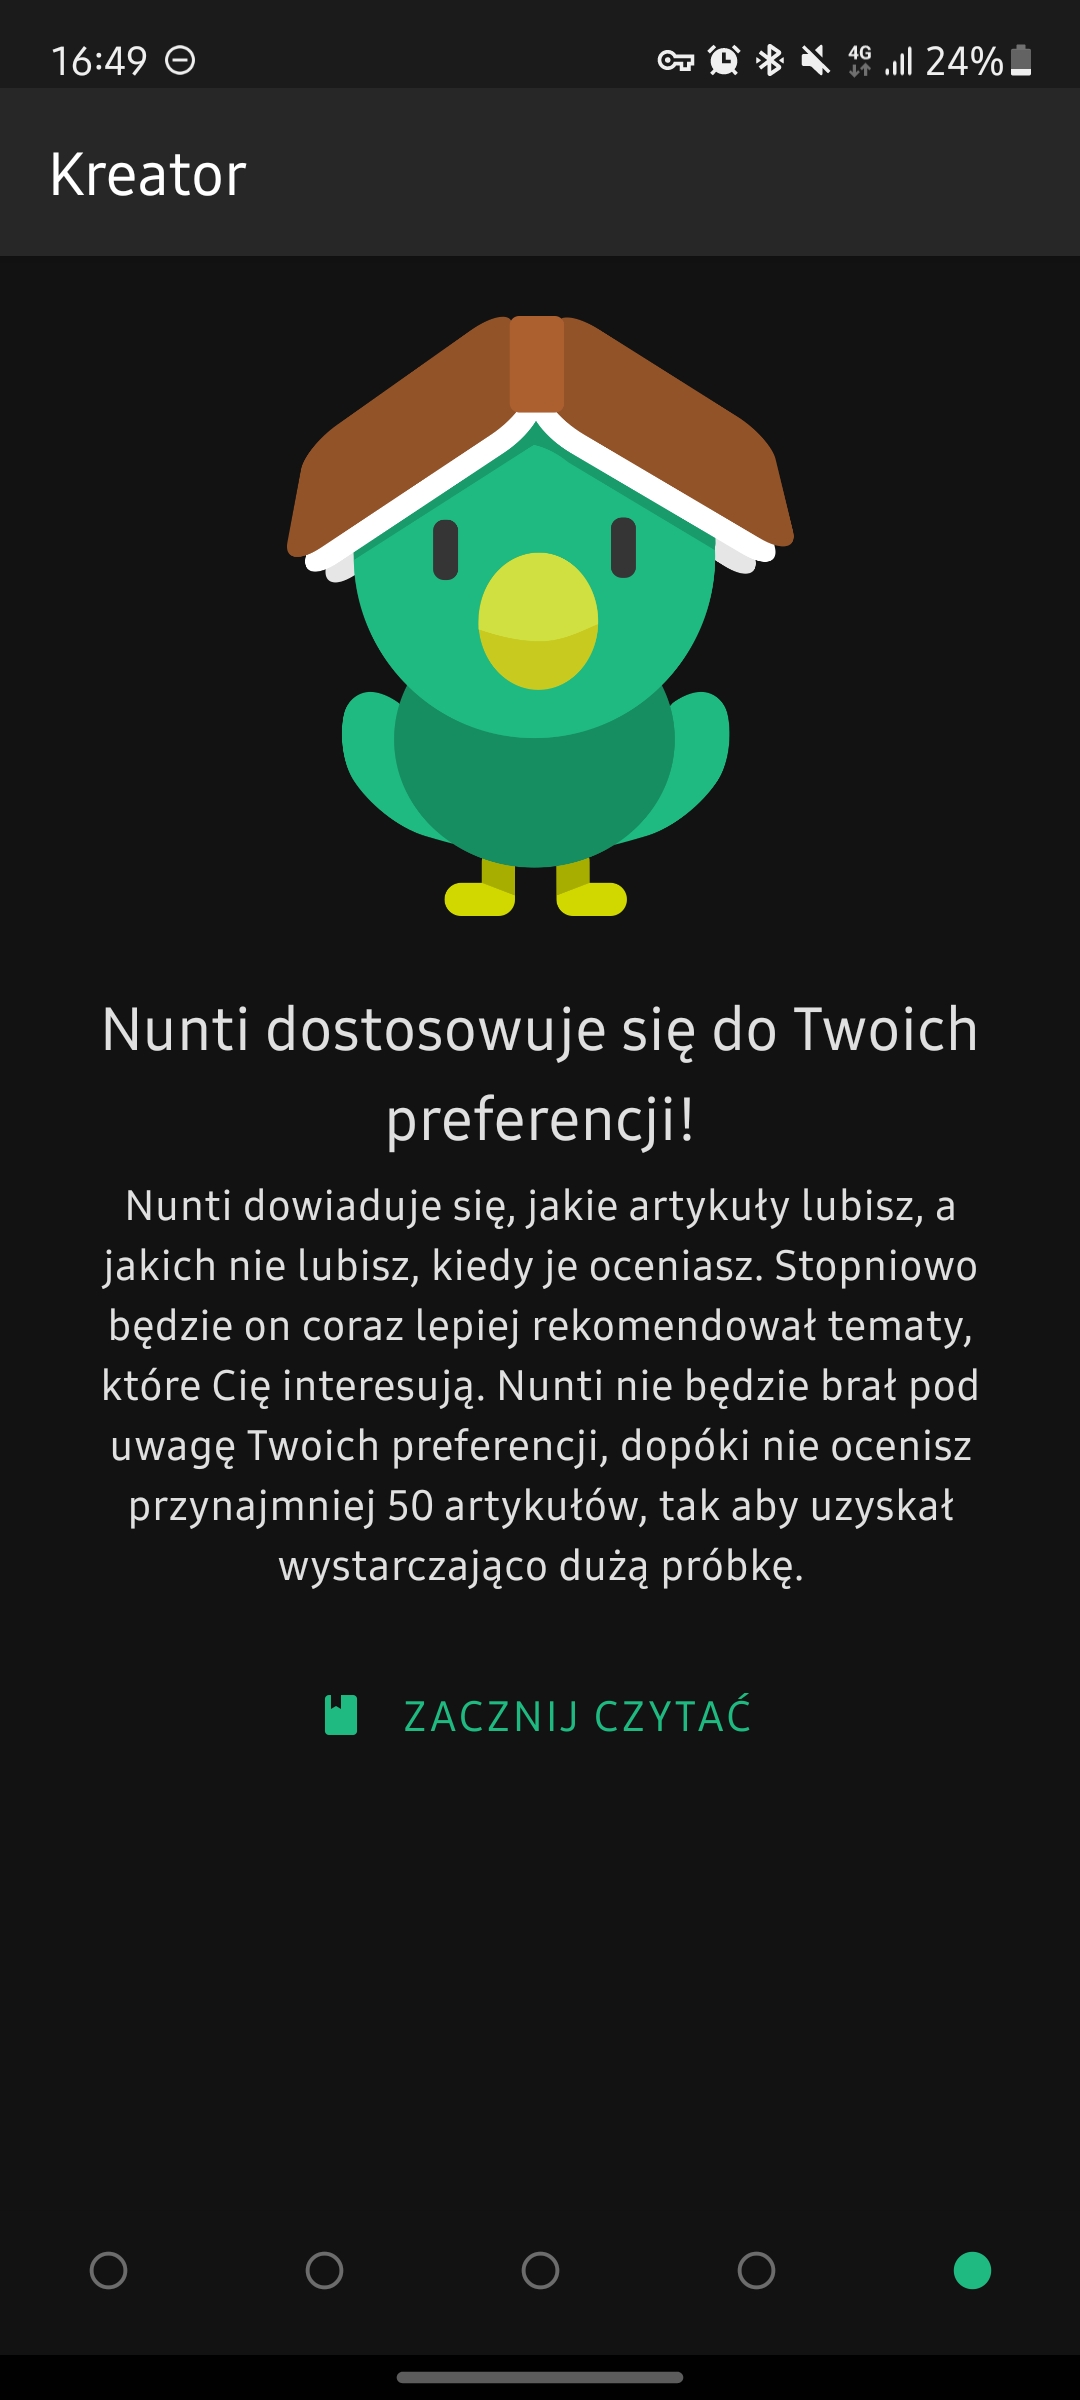 16:49
4G
24%
Kreator
Nunti dostosowuje się do Twoich
preferencji!
Nunti dowiaduje się, jakie artykuły lubisz, a
jakich nie lubisz, kiedy je oceniasz. Stopniowo
będzie on coraz lepiej rekomendował tematy,
które Cię interesują. Nunti nie będzie brał pod
uwagę Twoich preferencji, dopóki nie ocenisz
przynajmniej 50 artykułów, tak aby uzyskał
wystarczająco dużą próbkę.
ZACZNIJ CZYTAĆ